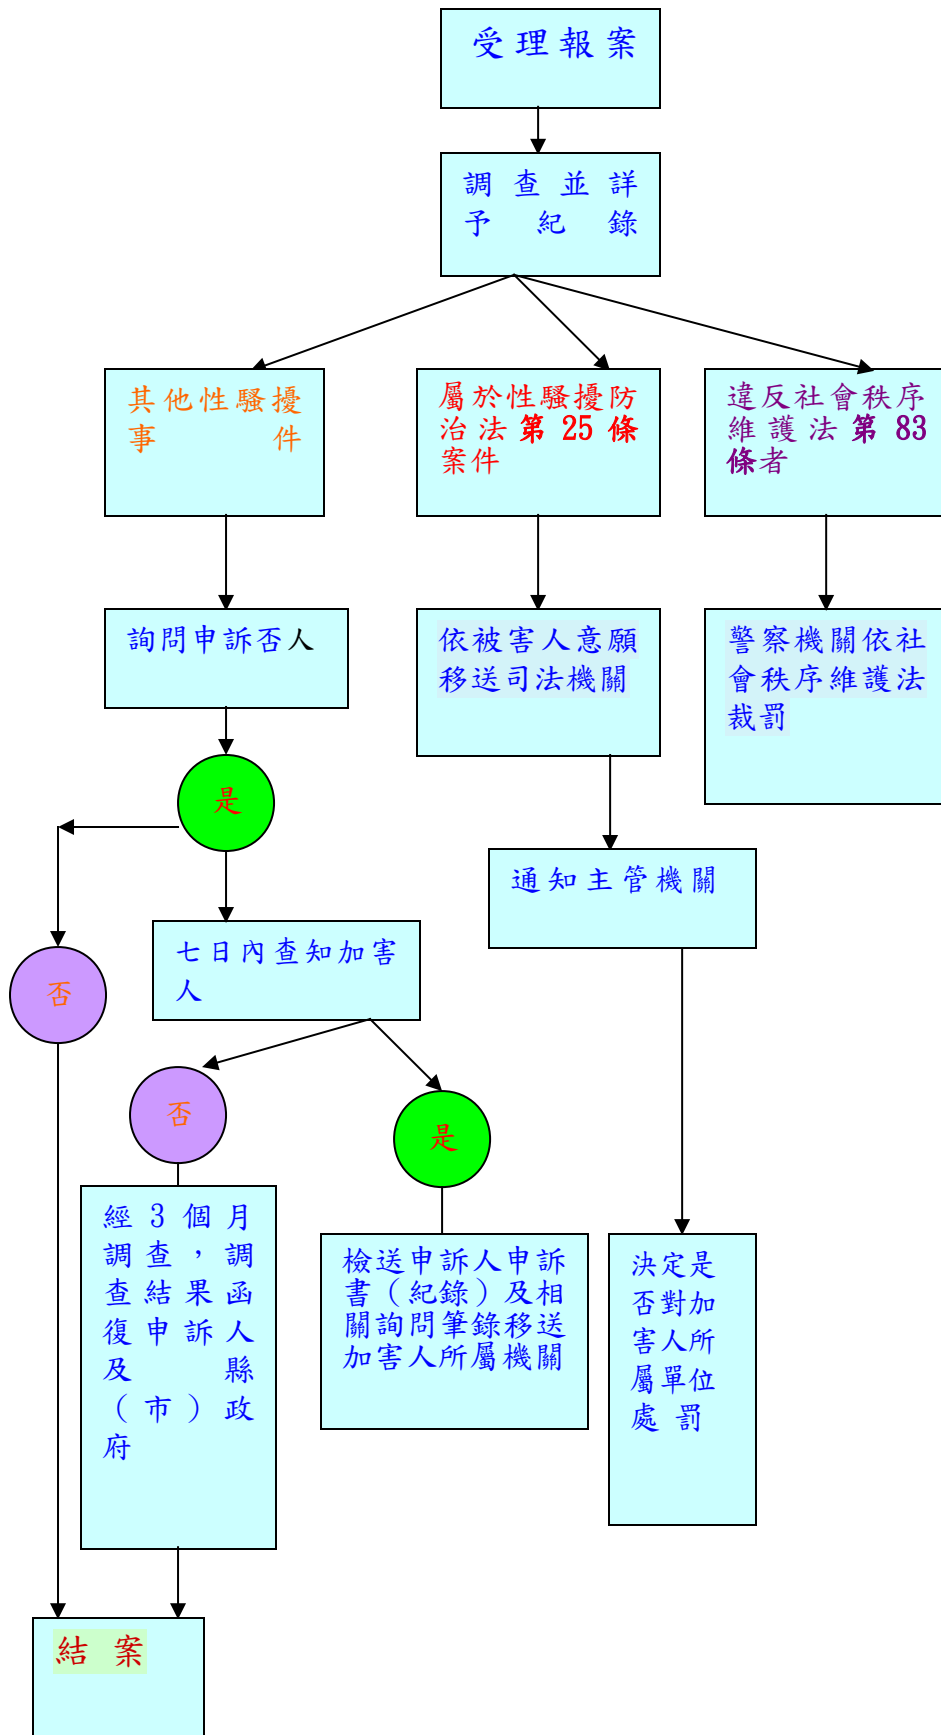 受理報案
調查並詳
予紀錄
其他性騷擾
事件
屬於性騷擾防
治法第 25 條
案件
違反社會秩序
維護法第 83
條者
詢問申訴否人
依被害人意願
移送司法機關
警察機關依社
會秩序維護法
裁罰
是
通知主管機關
七日內查知加害
人
否
否
是
經3個月
調查，調
查結果函
復申訴人
及縣
（市）政
府
檢送申訴人申訴
書（紀錄）及相
關詢問筆錄移送
加害人所屬機關
決定是
否對加
害人所
屬單位
處罰
結案